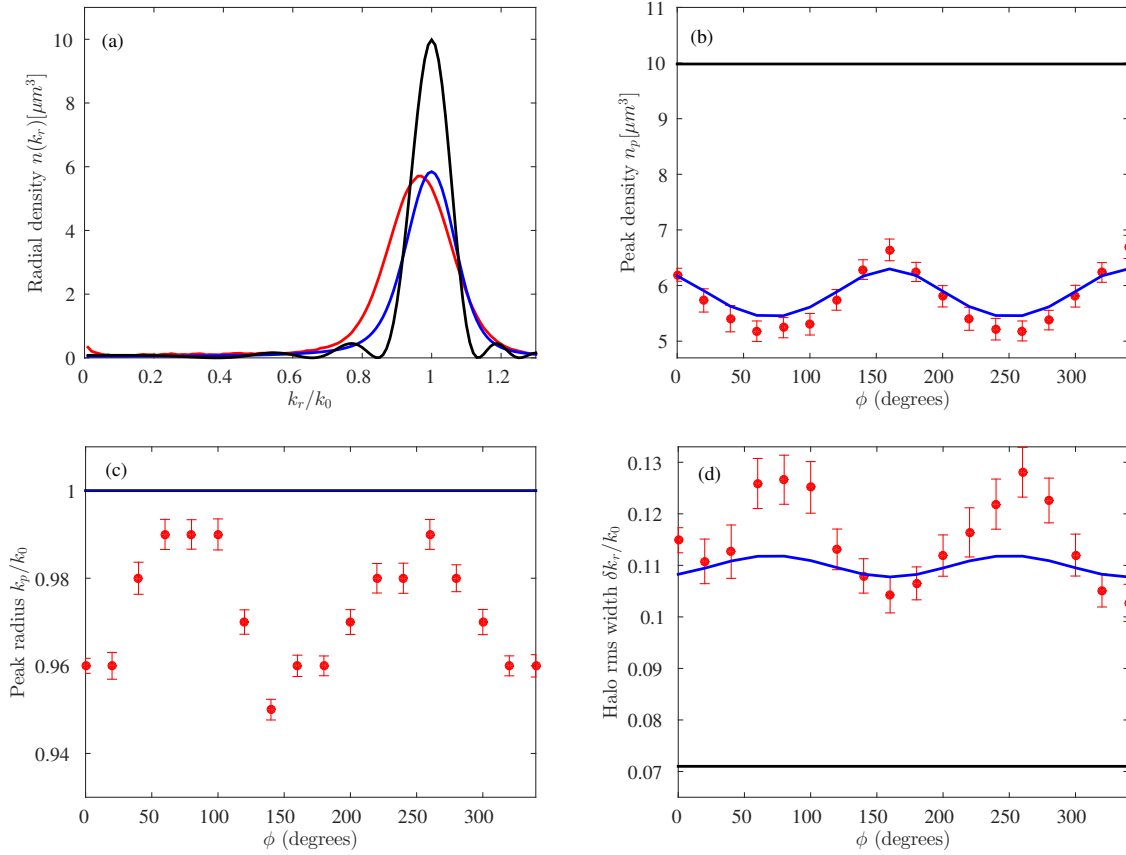 (a)
Radial density n(k_r)[μm³]
10
8
6
4
2
0
0 0.2 0.4 0.6 0.8 1 1.2
k_r/k_0
(b)
Peak density n_p[μm³]
11
10
9
8
7
6
5
0 50 100 150 200 250 300
ϕ (degrees)
(c)
Peak radius k_p/k_0
1
0.98
0.96
0.94
0 50 100 150 200 250 300
ϕ (degrees)
(d)
Halo rms width δk_r/k_0
0.13
0.12
0.11
0.1
0.09
0.08
0.07
0 50 100 150 200 250 300
ϕ (degrees)